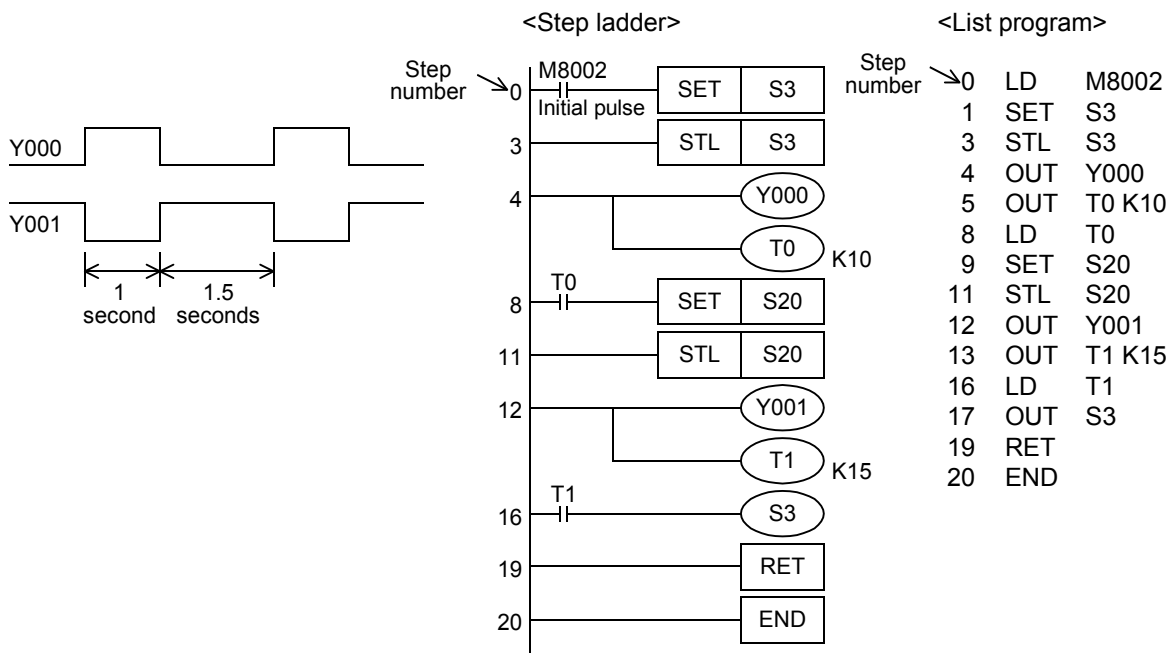 Y000
Y001
1
second
1.5
seconds
<Step ladder>
Step
number
0
M8002
Initial pulse
SET S3
3 STL S3
4 Y000
T0 K10
T0
8 SET S20
11 STL S20
12 Y001
T1 K15
T1
16 S3
19 RET
20 END
<List program>
Step
number
0 LD M8002
1 SET S3
3 STL S3
4 OUT Y000
5 OUT T0 K10
8 LD T0
9 SET S20
11 STL S20
12 OUT Y001
13 OUT T1 K15
16 LD T1
17 OUT S3
19 RET
20 END